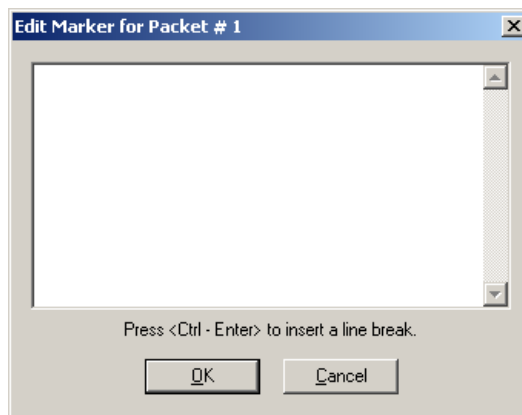 Edit Marker for Packet # 1
Press <Ctrl - Enter> to insert a line break.
OK
Cancel